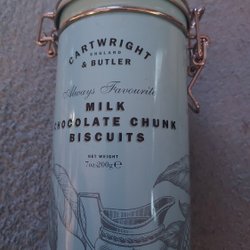 CARTWRIGHT
ENGLAND
& BUTLER
Always Favourite
MILK
CHOCOLATE CHUNK
BISCUITS
NET WEIGHT
7oz 200g e